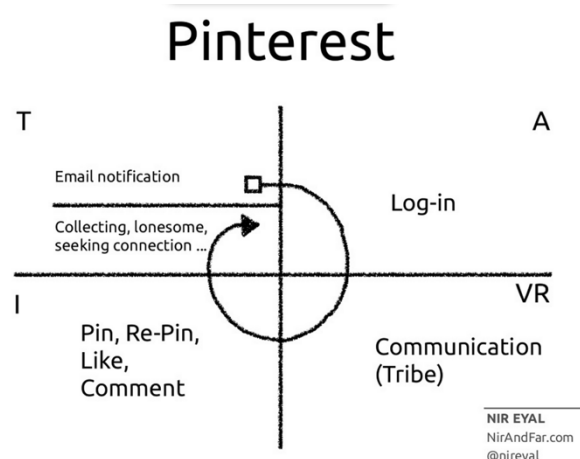 Pinterest
T
A
Email notification
Log-in
Collecting, lonesome,
seeking connection ...
I
VR
Pin, Re-Pin,
Like,
Comment
Communication
(Tribe)
NIR EYAL
NirAndFar.com
@nireyal